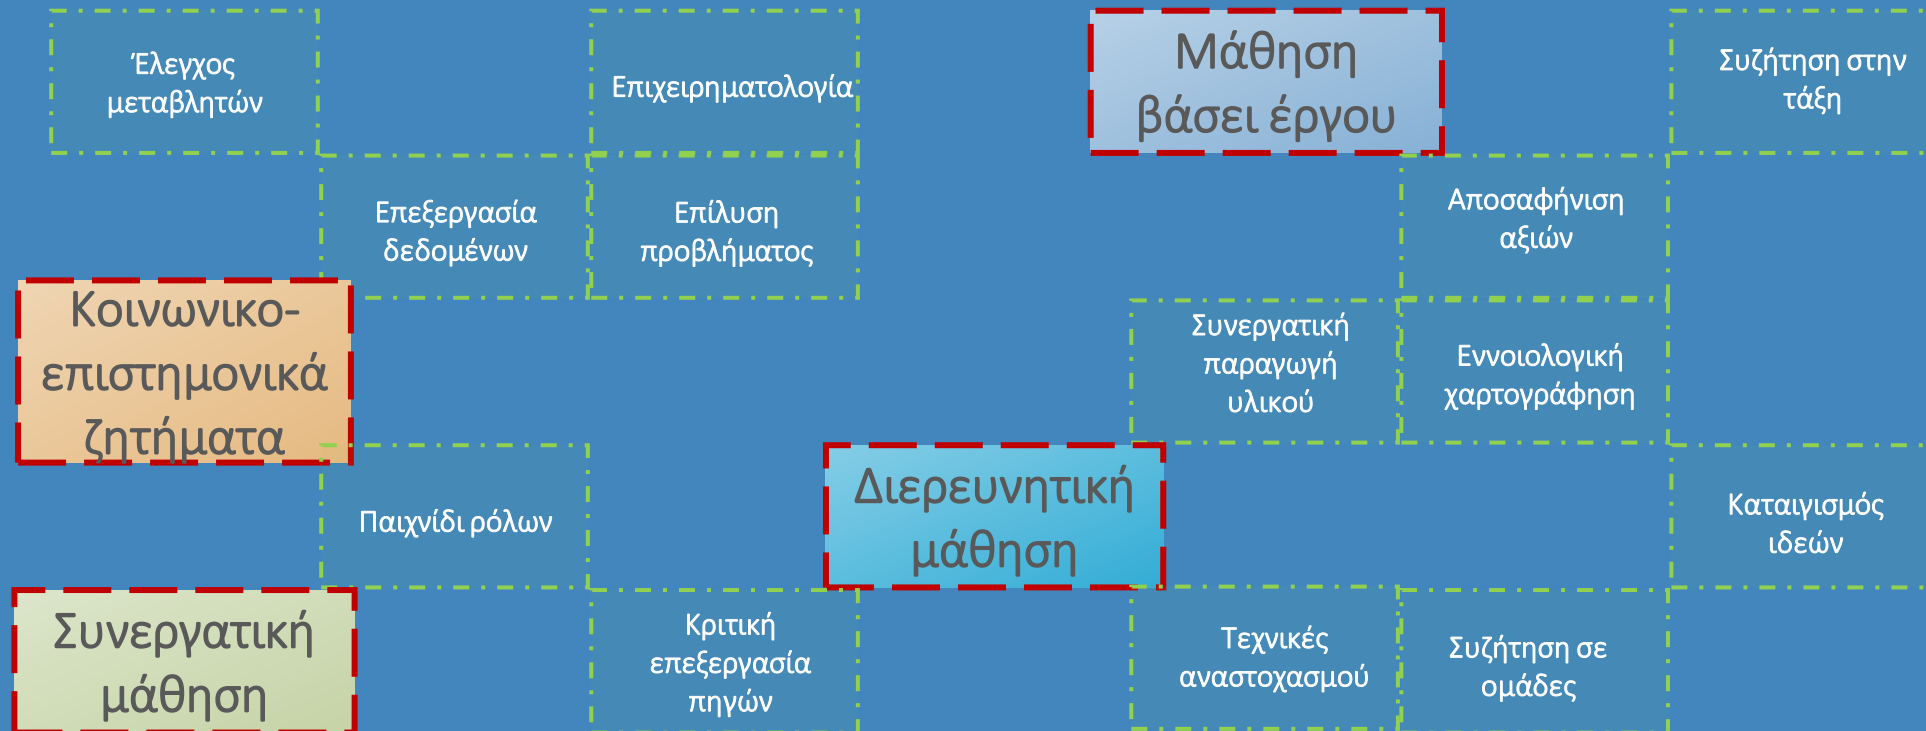 Έλεγχος
μεταβλητών
Επιχειρηματολογία
Μάθηση
βάσει έργου
Συζήτηση στην
τάξη
Επεξεργασία
δεδομένων
Επίλυση
προβλήματος
Αποσαφήνιση
αξιών
Κοινωνικο-
επιστημονικά
ζητήματα
Συνεργατική
παραγωγή
υλικού
Εννοιολογική
χαρτογράφηση
Παιχνίδι ρόλων
Διερευνητική
μάθηση
Καταιγισμός
ιδεών
Συνεργατική
μάθηση
Κριτική
επεξεργασία
πηγών
Τεχνικές
αναστοχασμού
Συζήτηση σε
ομάδες